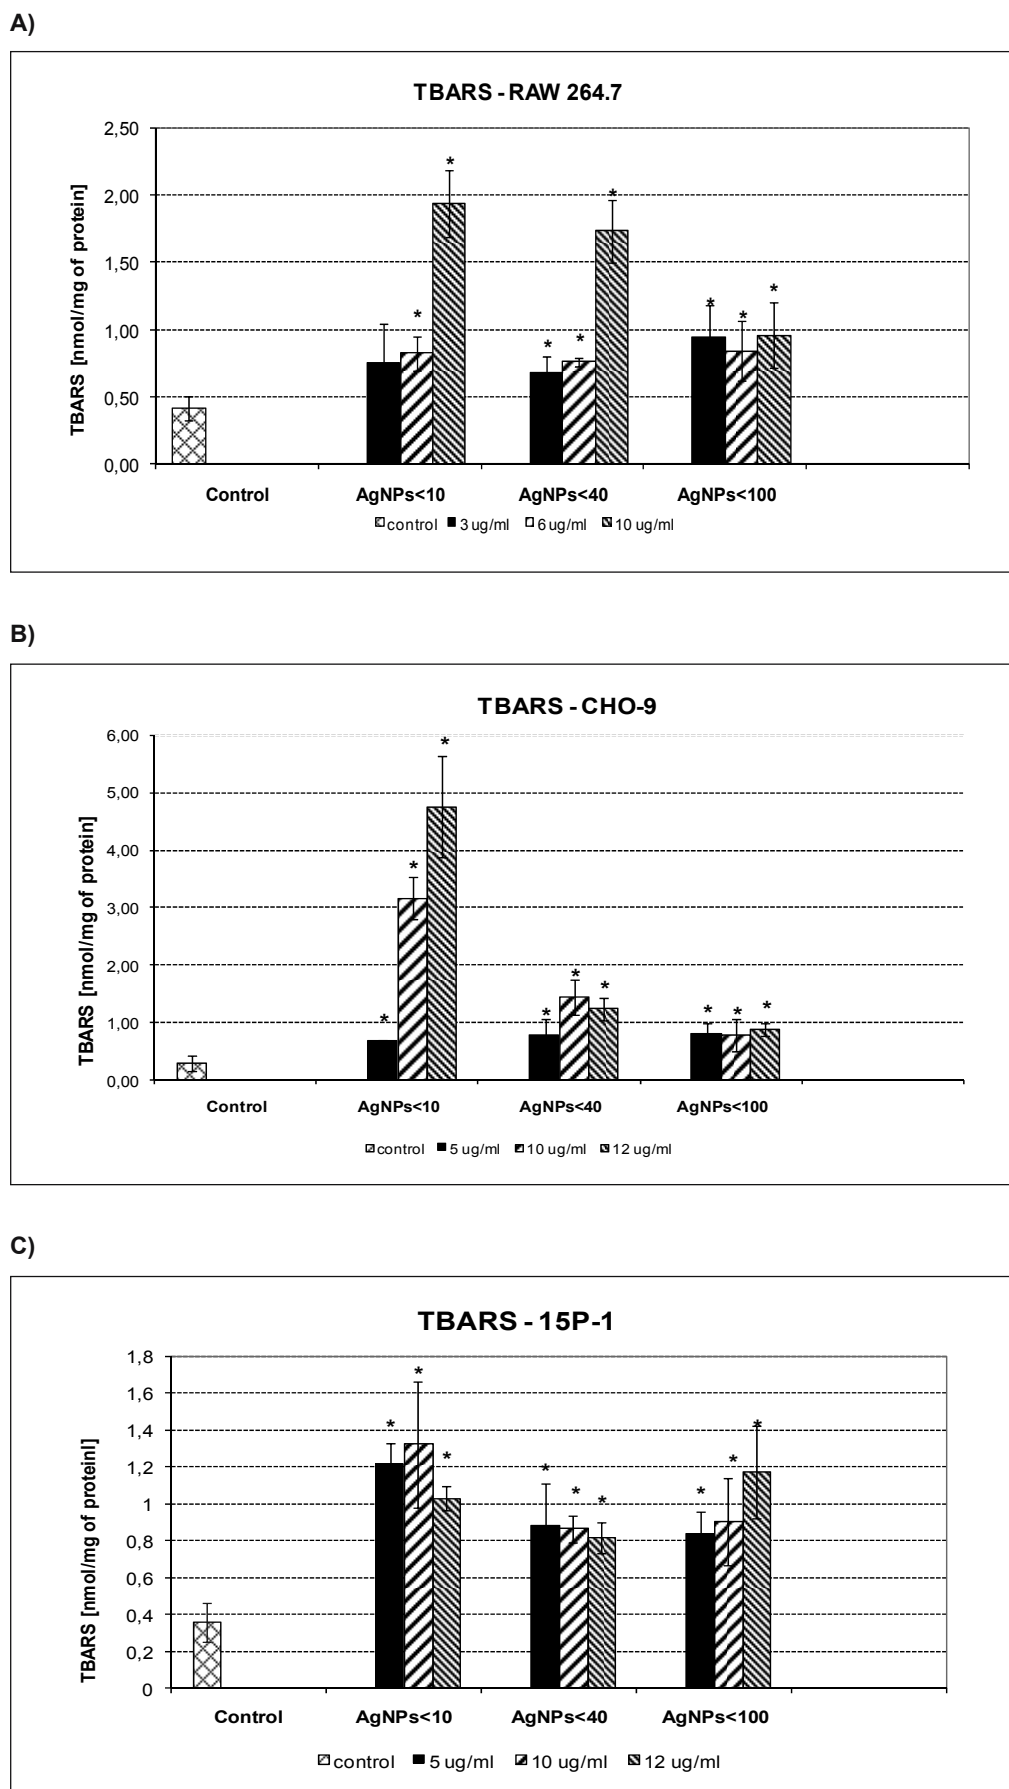 A)
TBARS - RAW 264.7
TBARS [nmol/mg of protein]
2,50
2,00
1,50
1,00
0,50
0,00
* * * * * * * *
Control AgNPs<10 AgNPs<40 AgNPs<100
control 3 ug/ml 6 ug/ml 10 ug/ml
B)
TBARS - CHO-9
TBARS [nmol/mg of protein]
6,00
5,00
4,00
3,00
2,00
1,00
0,00
* * * * * * * * *
Control AgNPs<10 AgNPs<40 AgNPs<100
control 5 ug/ml 10 ug/ml 12 ug/ml
C)
TBARS - 15P-1
TBARS [nmol/mg of proteinl]
1,8
1,6
1,4
1,2
1
0,8
0,6
0,4
0,2
0
* * * * * * * * *
Control AgNPs<10 AgNPs<40 AgNPs<100
control 5 ug/ml 10 ug/ml 12 ug/ml